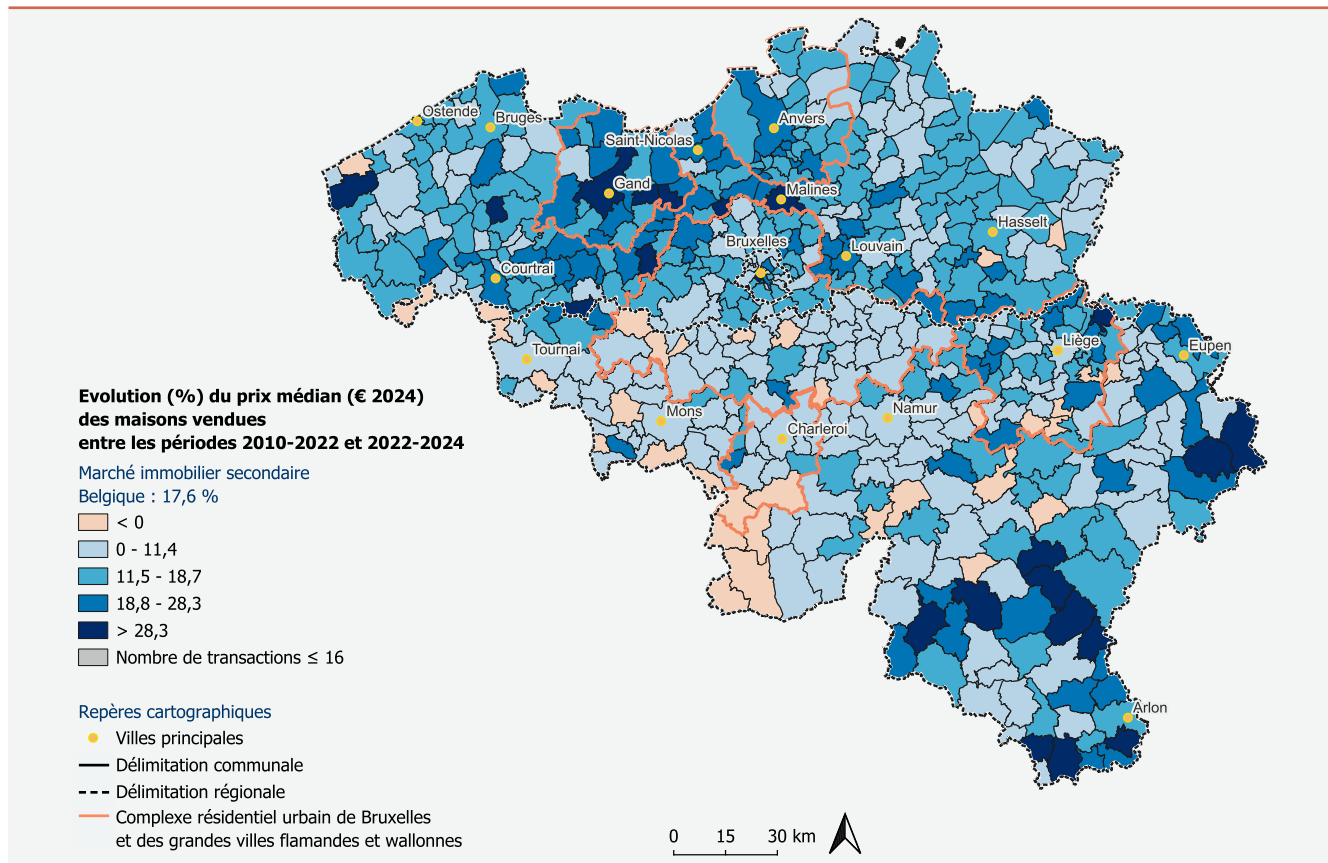 Ostende
Bruges
Saint-Nicolas
Anvers
Gand
Malines
Bruxelles
Louvain
Hasselt
Courtrai
Tournai
Liège
Eupen
Mons
Namur
Charleroi
Arlon
Evolution (%) du prix médian (€ 2024)
des maisons vendues
entre les périodes 2010-2022 et 2022-2024
Marché immobilier secondaire
Belgique : 17,6 %
< 0
0 - 11,4
11,5 - 18,7
18,8 - 28,3
> 28,3
Nombre de transactions ≤ 16
Repères cartographiques
Villes principales
Délimitation communale
Délimitation régionale
Complexe résidentiel urbain de Bruxelles
et des grandes villes flamandes et wallonnes
0 15 30 km